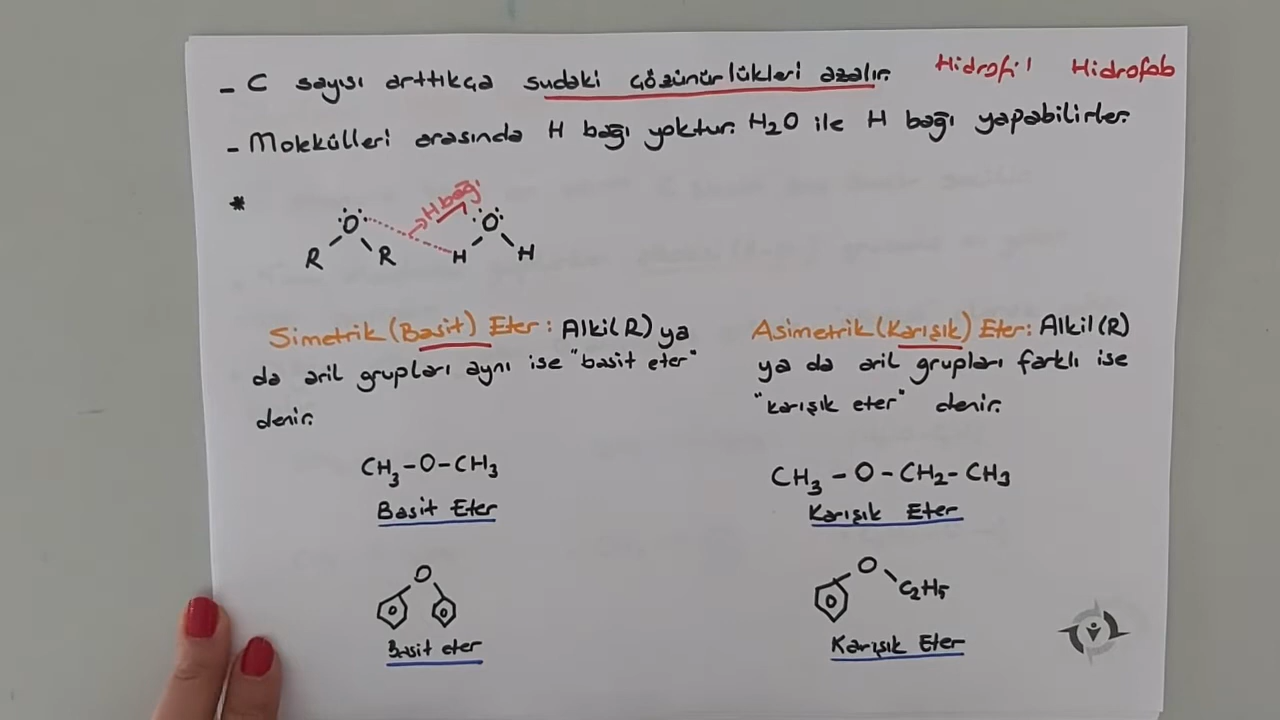 - C sayısı arttıkça sudaki çözünürlükleri azalır. Hidrofil Hidrofob
- Molekülleri arasında H bağı yoktur. H2O ile H bağı yapabilirler.
*
H bağı
O O
R R H H
Simetrik (Basit) Eter: Alkil(R) ya
da aril grupları aynı ise "basit eter"
denir.
CH3-O-CH3
Basit Eter
O
Basit eter
Asimetrik (Karışık) Eter: Alkil(R)
ya da aril grupları farklı ise
"karışık eter" denir.
CH3-O-CH2-CH3
Karışık Eter
O
C2H5
Karışık Eter